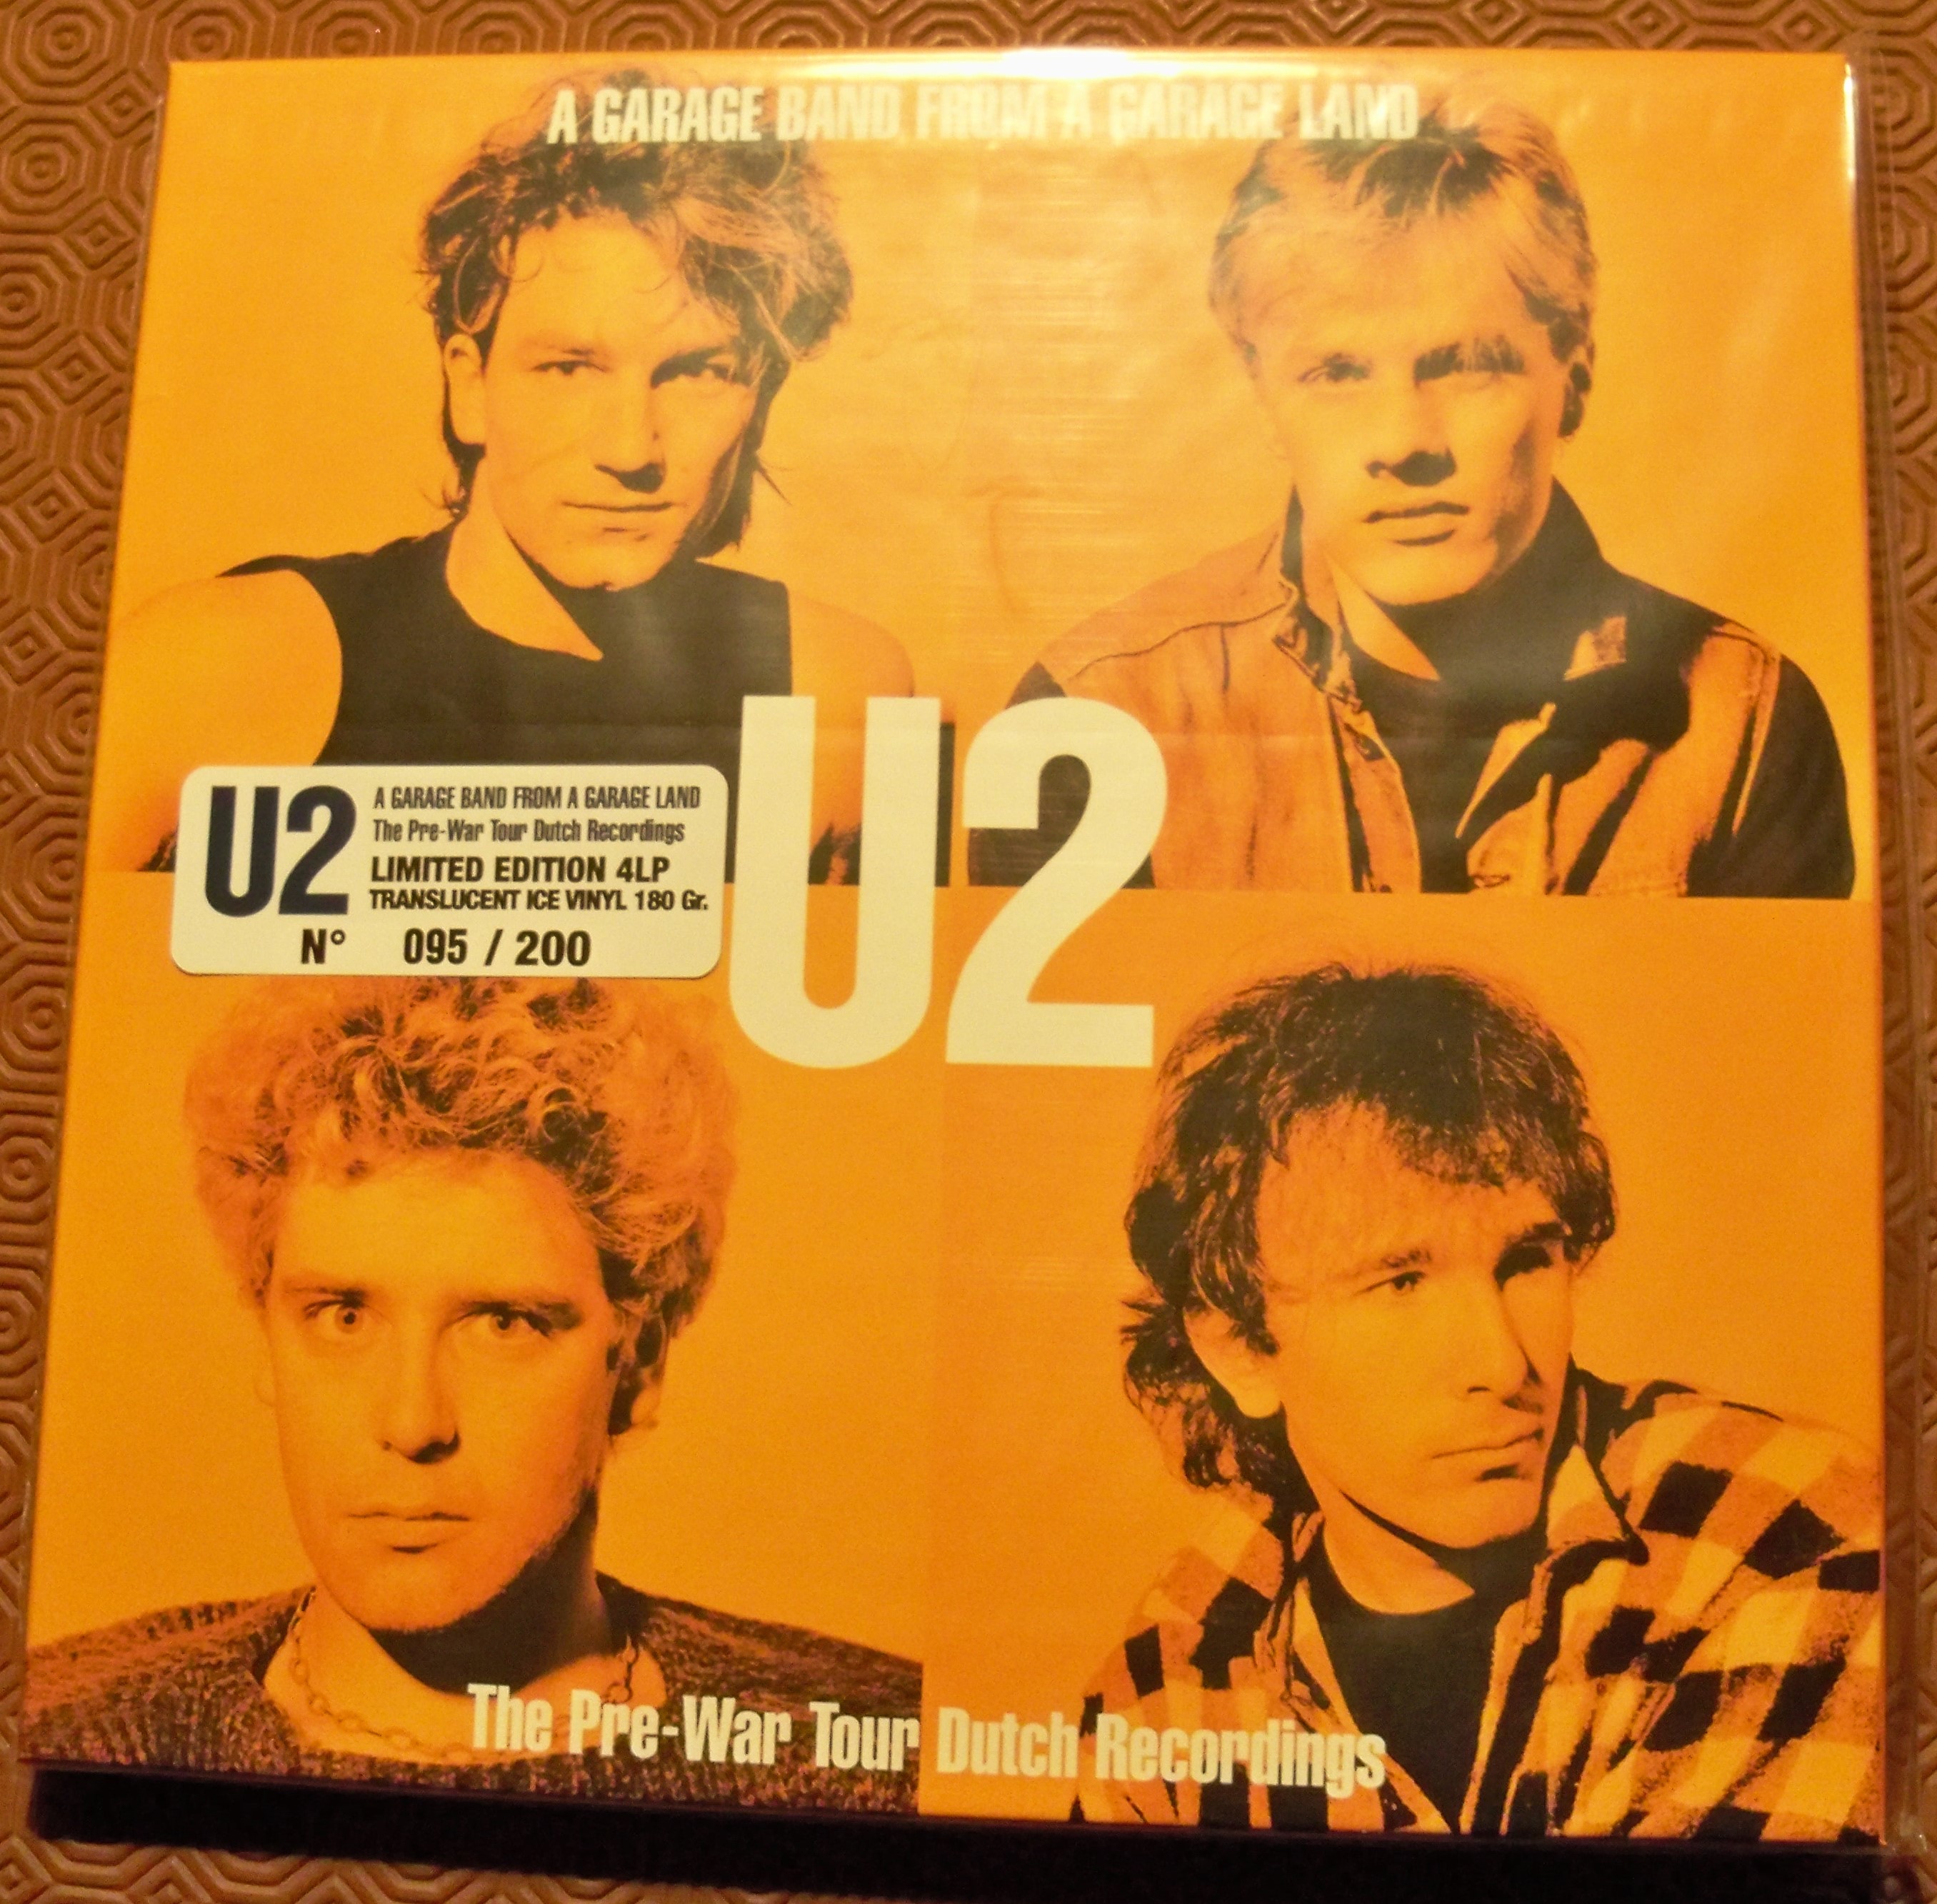 A GARAGE BAND FROM A GARAGE LAND
U2
U2
A GARAGE BAND FROM A GARAGE LAND
The Pre-War Tour Dutch Recordings
LIMITED EDITION 4LP
TRANSLUCENT ICE VINYL 180 Gr.
N° 095 / 200
The Pre-War Tour Dutch Recordings